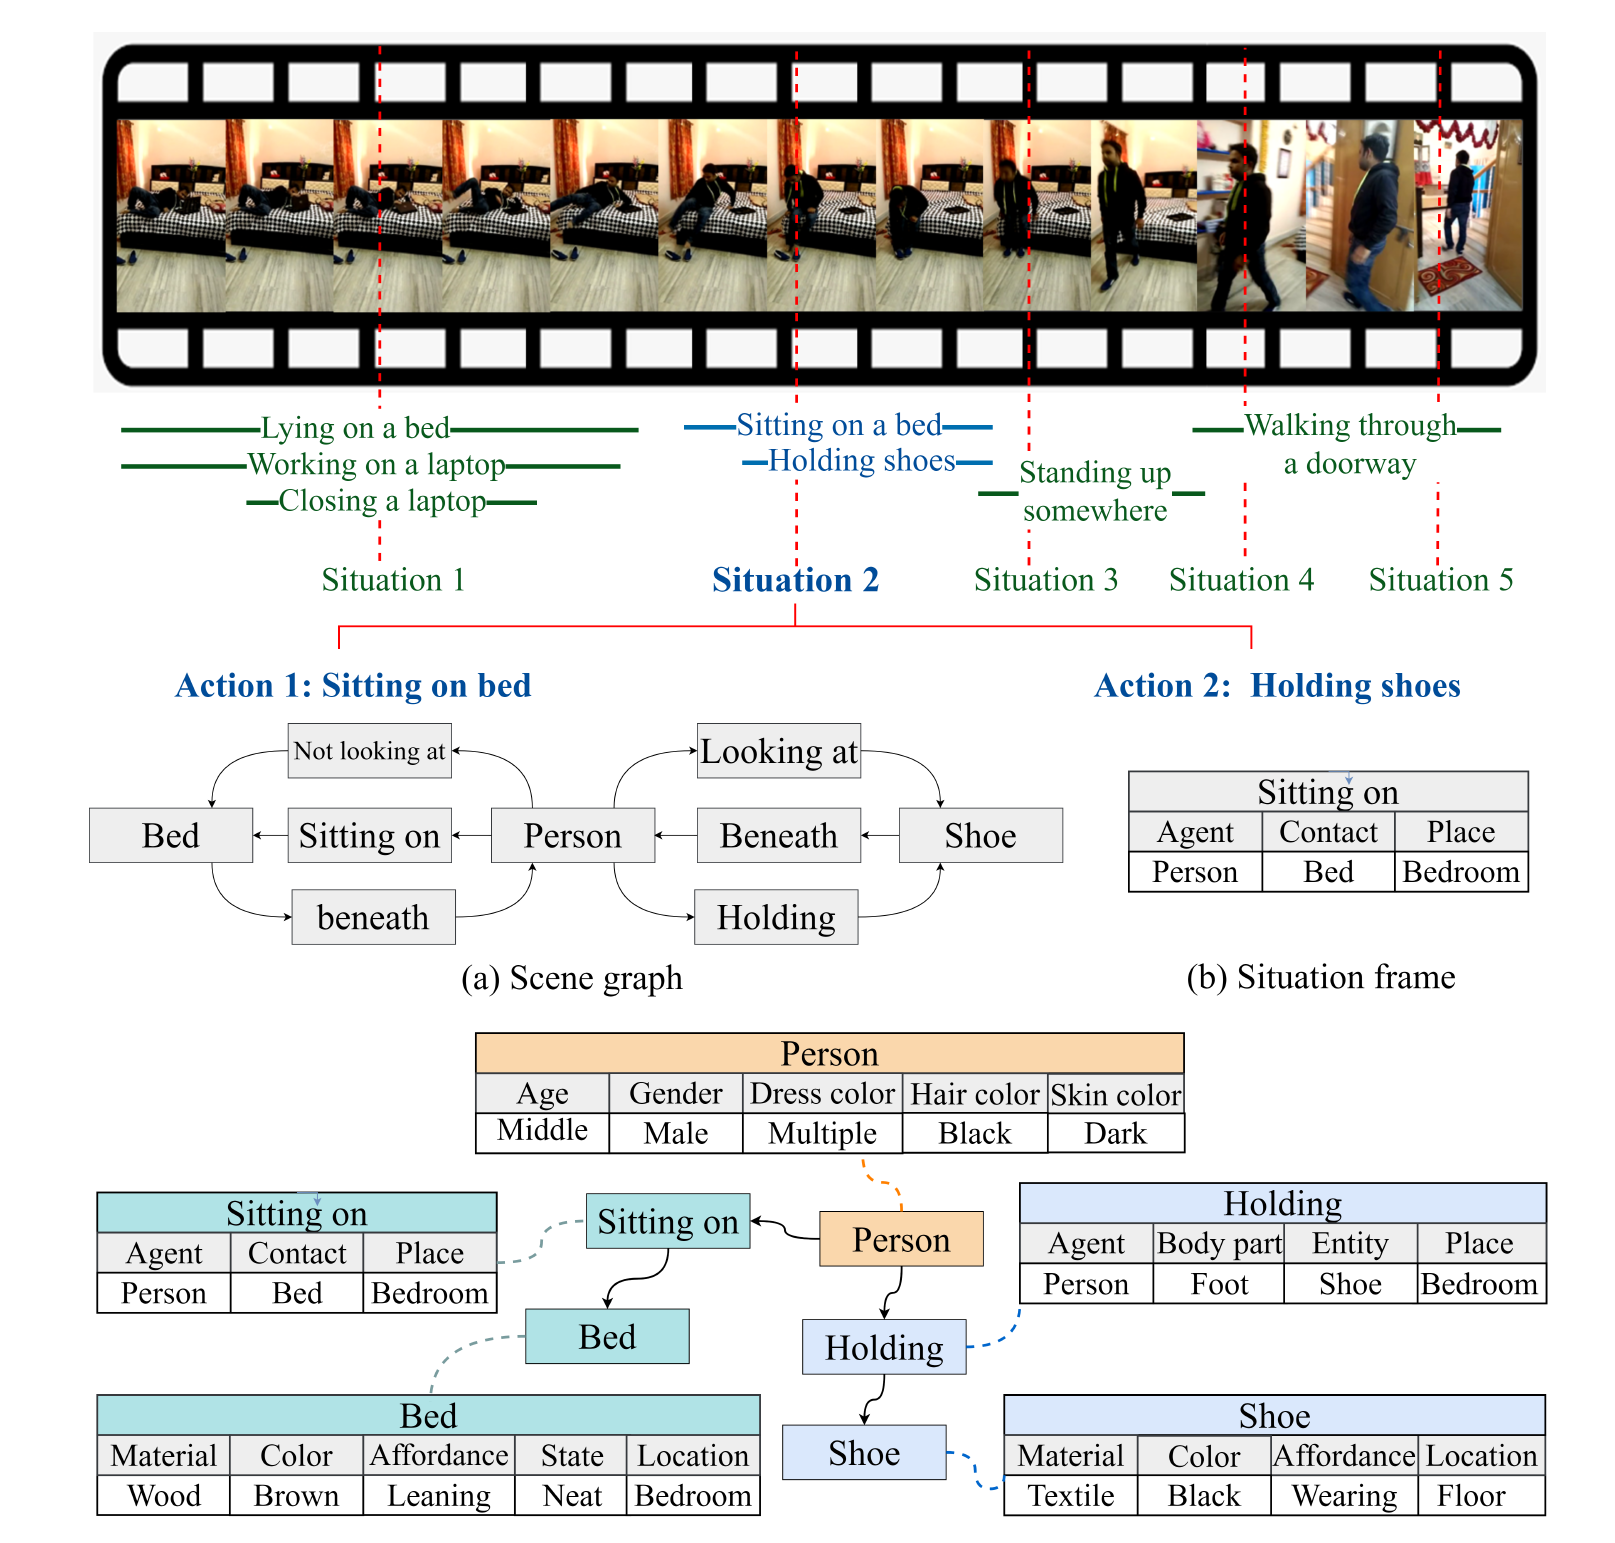 Lying on a bed
Working on a laptop
Closing a laptop
Sitting on a bed
Holding shoes
Standing up
somewhere
Walking through
a doorway
Situation 1
Situation 2
Situation 3
Situation 4
Situation 5
Action 1: Sitting on bed
Action 2: Holding shoes
Not looking at
Looking at
Bed
Sitting on
Person
Beneath
Shoe
beneath
Holding
(a) Scene graph
Sitting on
Agent Contact Place
Person Bed Bedroom
(b) Situation frame
Person
Age Gender Dress color Hair color Skin color
Middle Male Multiple Black Dark
Sitting on
Agent Contact Place
Person Bed Bedroom
Sitting on
Person
Bed
Holding
Shoe
Holding
Agent Body part Entity Place
Person Foot Shoe Bedroom
Bed
Material Color Affordance State Location
Wood Brown Leaning Neat Bedroom
Shoe
Material Color Affordance Location
Textile Black Wearing Floor